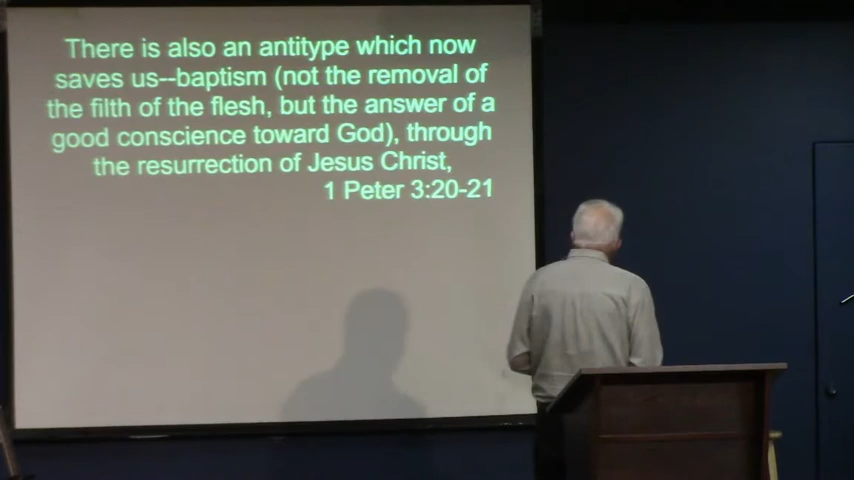 There is also an antitype which now
saves us--baptism (not the removal of
the filth of the flesh, but the answer of a
good conscience toward God), through
the resurrection of Jesus Christ,
1 Peter 3:20-21